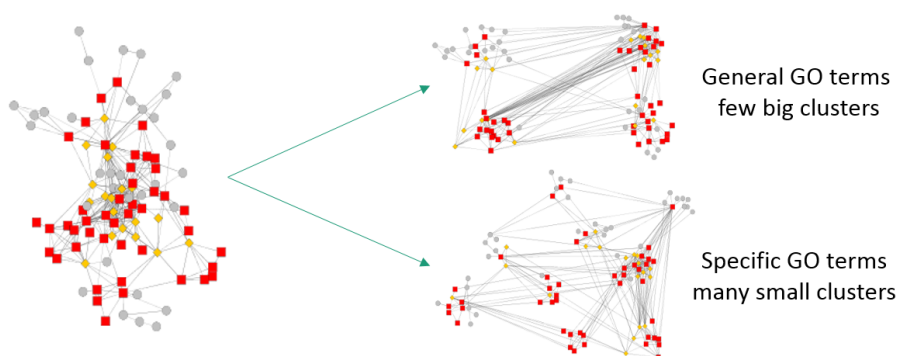 General GO terms
few big clusters
Specific GO terms
many small clusters